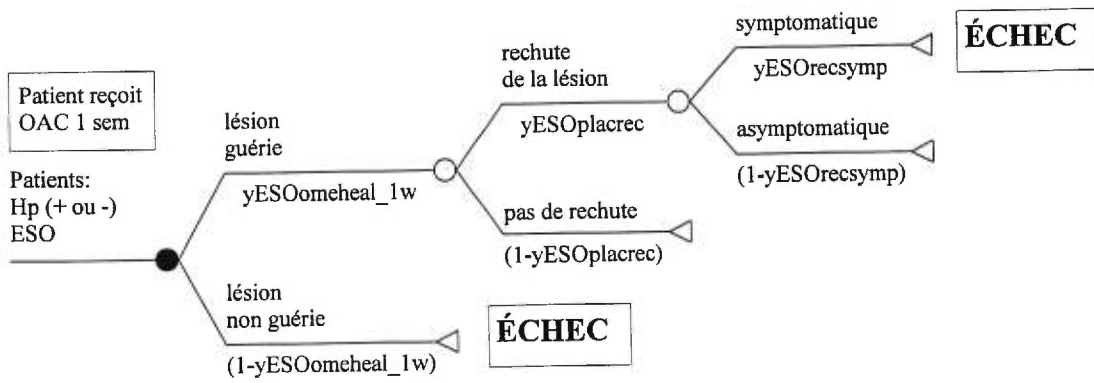 Patient reçoit
OAC 1 sem
Patients:
Hp (+ ou -)
ESO
lésion
guérie
yESOomeheal_1w
lésion
non guérie
(1-yESOomeheal_1w)
ÉCHEC
rechute
de la lésion
yESOplacrec
pas de rechute
(1-yESOplacrec)
symptomatique
yESOrecsymp
ÉCHEC
asymptomatique
(1-yESOrecsymp)